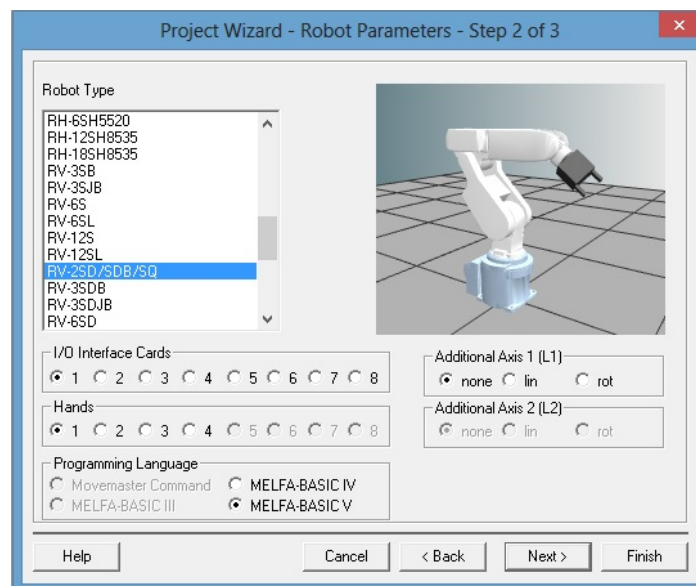 Project Wizard - Robot Parameters - Step 2 of 3
Robot Type
RH-6SH5520
RH-12SH8535
RH-18SH8535
RV-3SB
RV-3SJB
RV-6S
RV-6SL
RV-12S
RV-12SL
RV-2SD/SDB/SQ
RV-3SDB
RV-3SDJB
RV-6SD
I/O Interface Cards
1 2 3 4 5 6 7 8
Additional Axis 1 (L1)
none lin rot
Hands
1 2 3 4 5 6 7 8
Additional Axis 2 (L2)
none lin rot
Programming Language
Movemaster Command MELFA-BASIC IV
MELFA-BASIC III MELFA-BASIC V
Help Cancel < Back Next > Finish